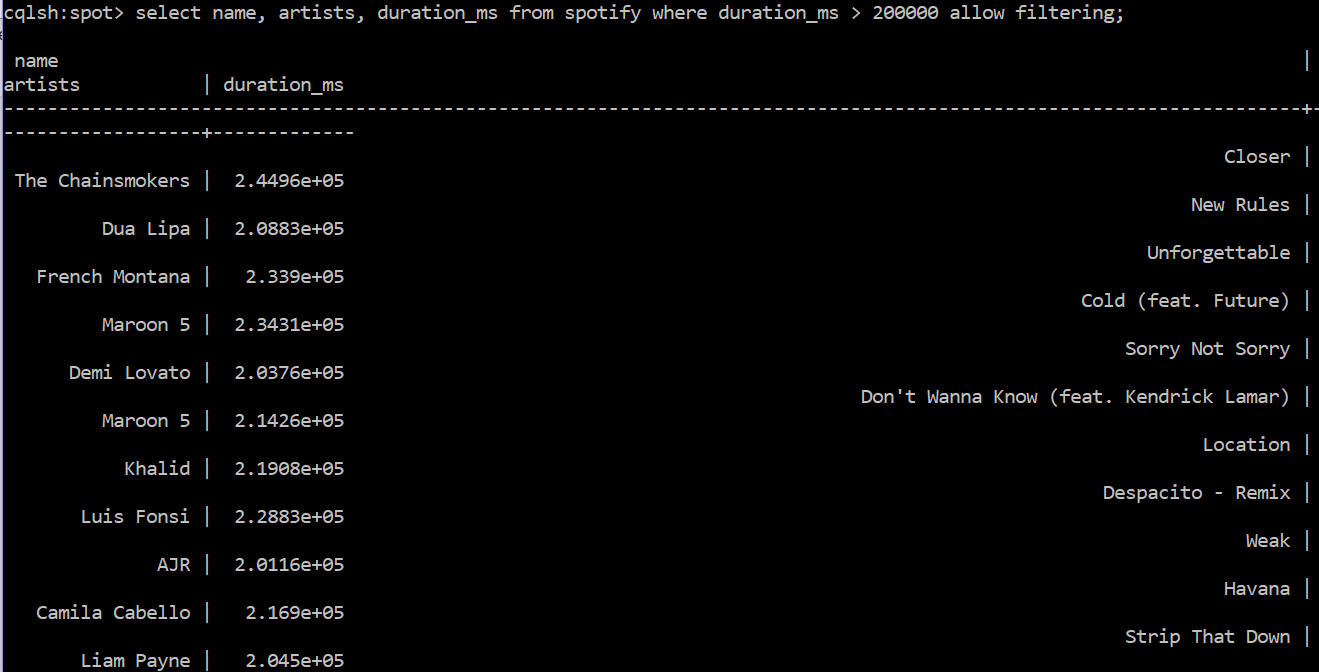 cqlsh:spot> select name, artists, duration_ms from spotify where duration_ms > 200000 allow filtering;
name |
artists | duration_ms
-----------------------------------------------------------------------------------------------------------------------+-
------------------+-------------
Closer |
The Chainsmokers | 2.4496e+05
New Rules |
Dua Lipa | 2.0883e+05
Unforgettable |
French Montana | 2.339e+05
Cold (feat. Future) |
Maroon 5 | 2.3431e+05
Sorry Not Sorry |
Demi Lovato | 2.0376e+05
Don't Wanna Know (feat. Kendrick Lamar) |
Maroon 5 | 2.1426e+05
Location |
Khalid | 2.1908e+05
Despacito - Remix |
Luis Fonsi | 2.2883e+05
Weak |
AJR | 2.0116e+05
Havana |
Camila Cabello | 2.169e+05
Strip That Down |
Liam Payne | 2.045e+05